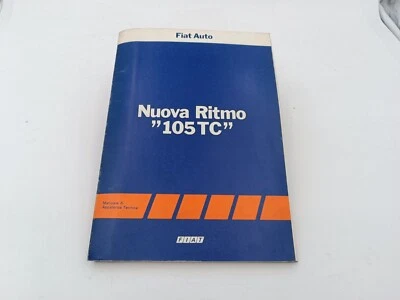 Fiat Auto
Nuova Ritmo
”105 TC”
Manuale di
Assistenza Tecnica
FIAT